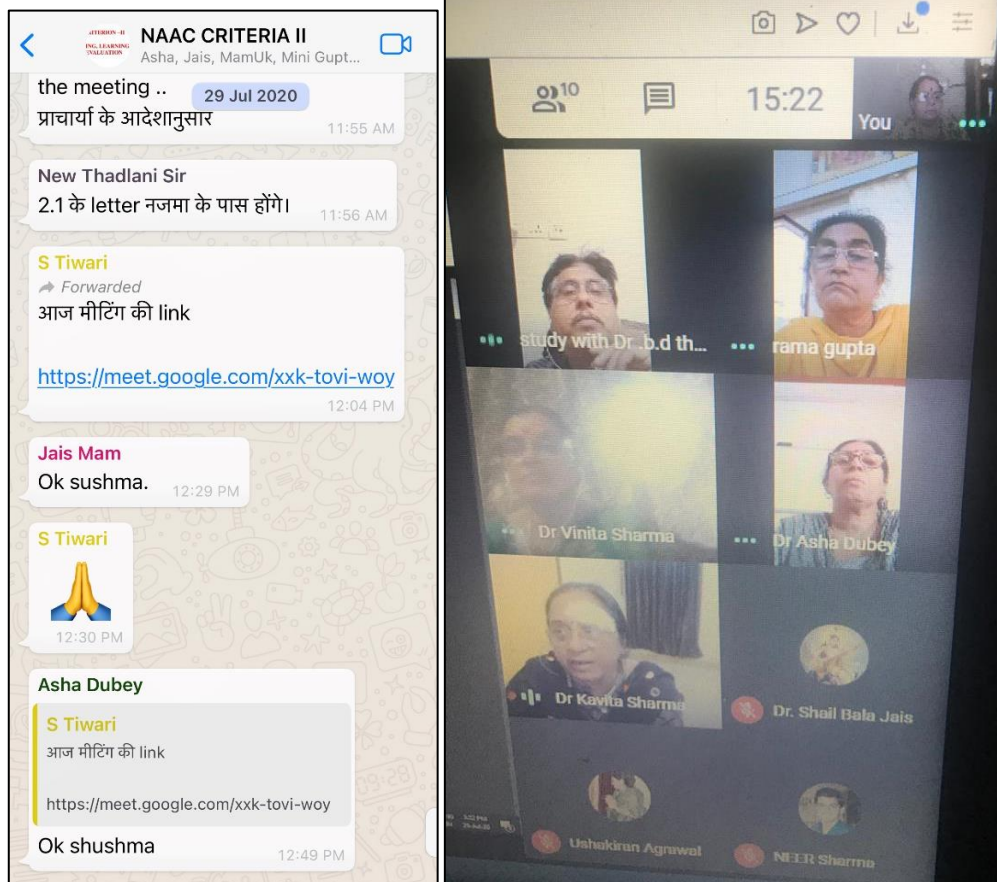 NAAC CRITERIA II
Asha, Jais, MamUk, Mini Gupt...
the meeting ..
29 Jul 2020
प्राचार्या के आदेशानुसार
11:55 AM
New Thadlani Sir
2.1 के letter नजमा के पास होंगे।
11:56 AM
S Tiwari
Forwarded
आज मीटिंग की link
https://meet.google.com/xxk-tovi-woy
12:04 PM
Jais Mam
Ok sushma.
12:29 PM
S Tiwari
12:30 PM
Asha Dubey
S Tiwari
आज मीटिंग की link
https://meet.google.com/xxk-tovi-woy
Ok shushma
12:49 PM
10
15:22
You
study with Dr .b.d th...
rama gupta
Dr Vinita Sharma
Dr Asha Dubey
Dr Kavita Sharma
Dr. Shail Bala Jais
Ushakiran Agrawal
NEER Sharma